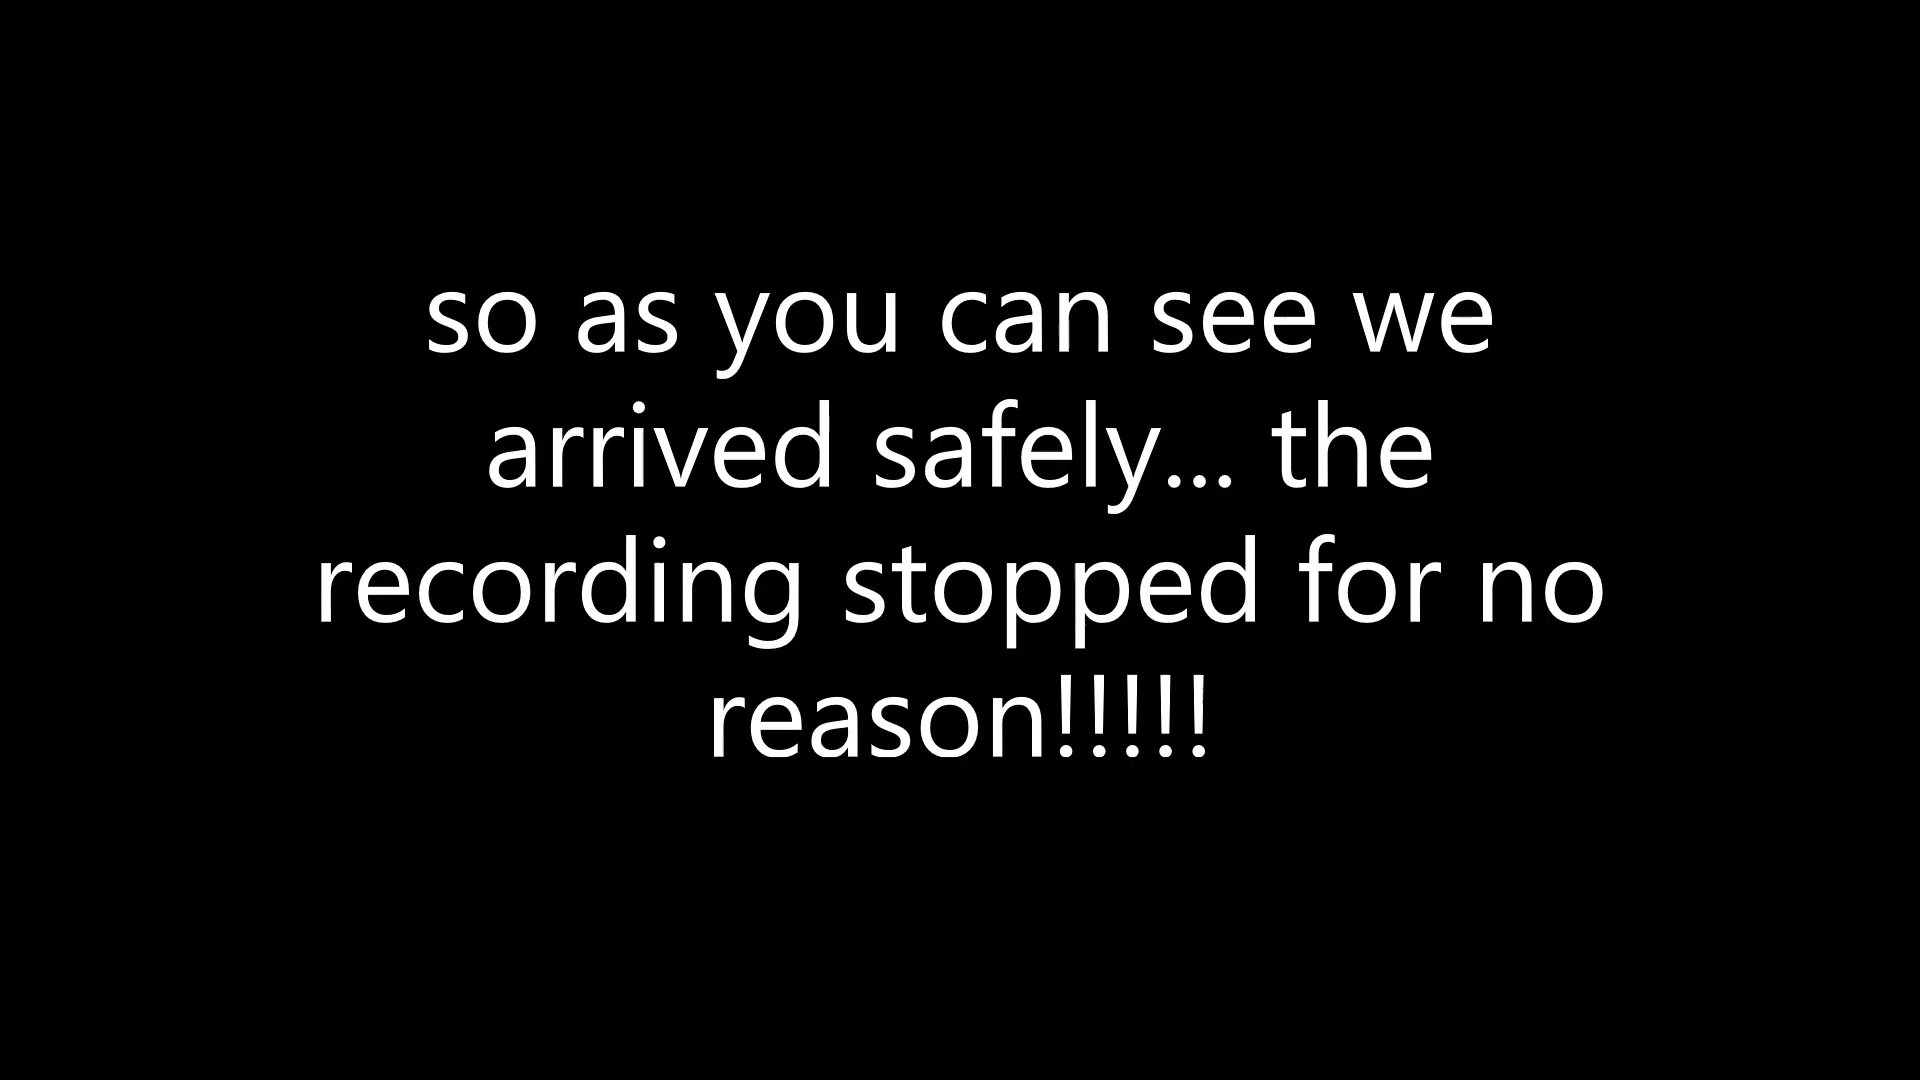 so as you can see we
arrived safely... the
recording stopped for no
reason!!!!!